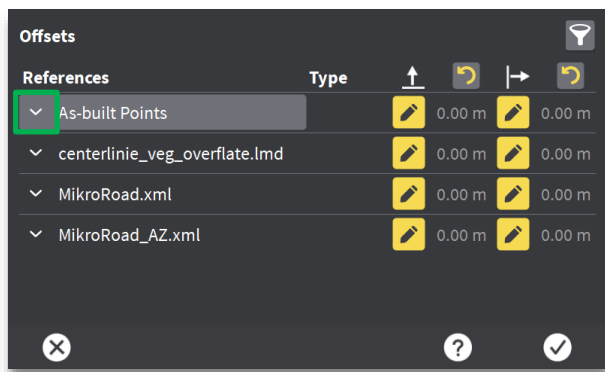 Offsets
References Type
As-built Points 0.00 m 0.00 m
centerlinie_veg_overflate.lmd 0.00 m 0.00 m
MikroRoad.xml 0.00 m 0.00 m
MikroRoad_AZ.xml 0.00 m 0.00 m
?